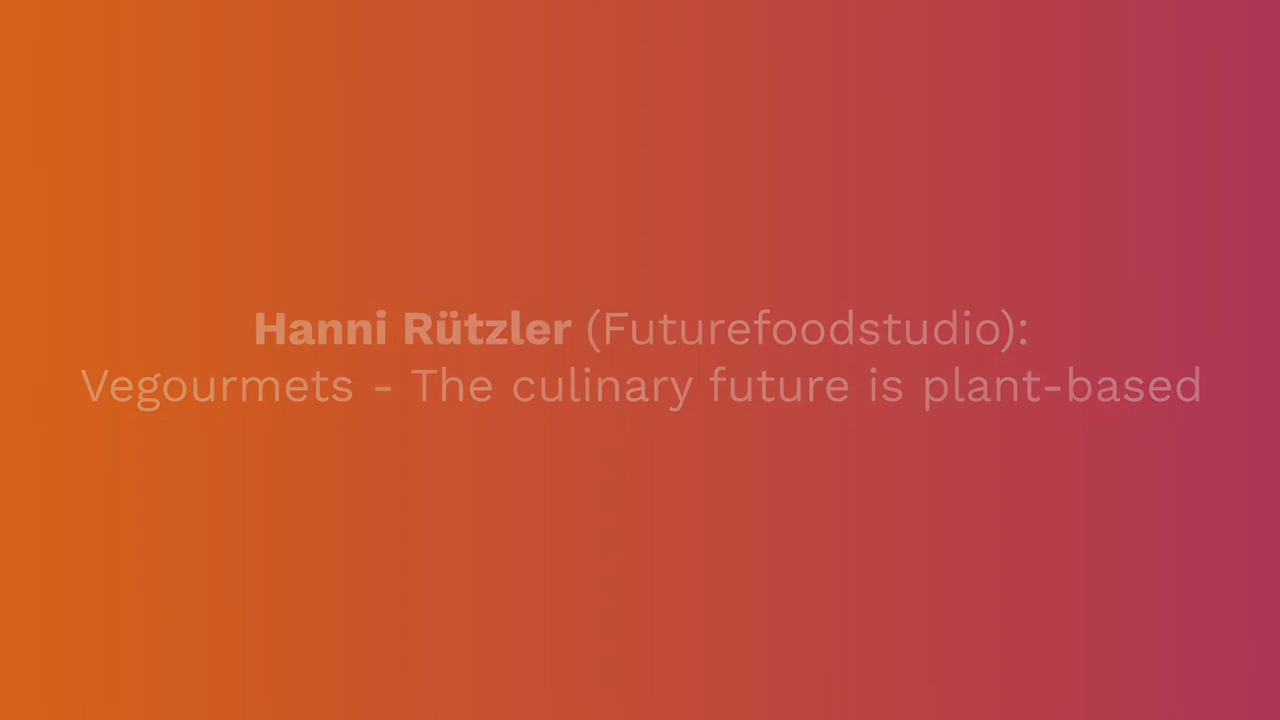 Hanni Rützler (Futurefoodstudio):
Vegourmets - The culinary future is plant-based